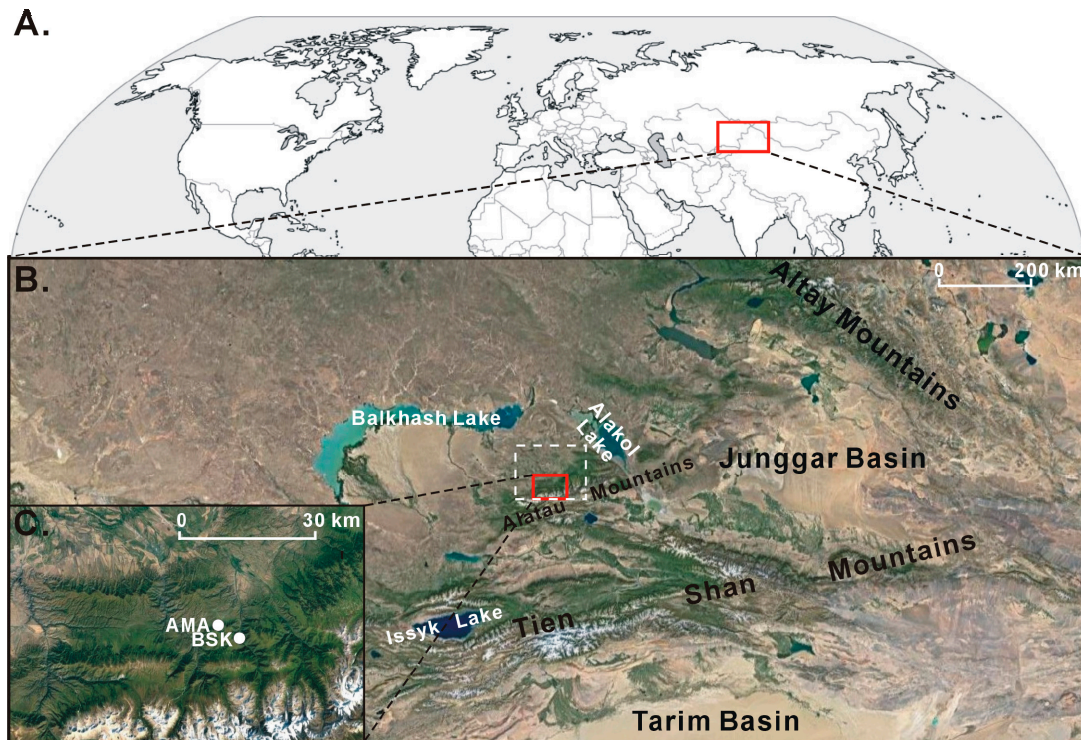 A.
B.
0 200 km
Altay Mountains
Balkhash Lake
Alakol
Lake
Junggar Basin
Alatau Mountains
C.
0 30 km
AMA
BSK
Tien Shan Mountains
Issyk Lake
Tarim Basin